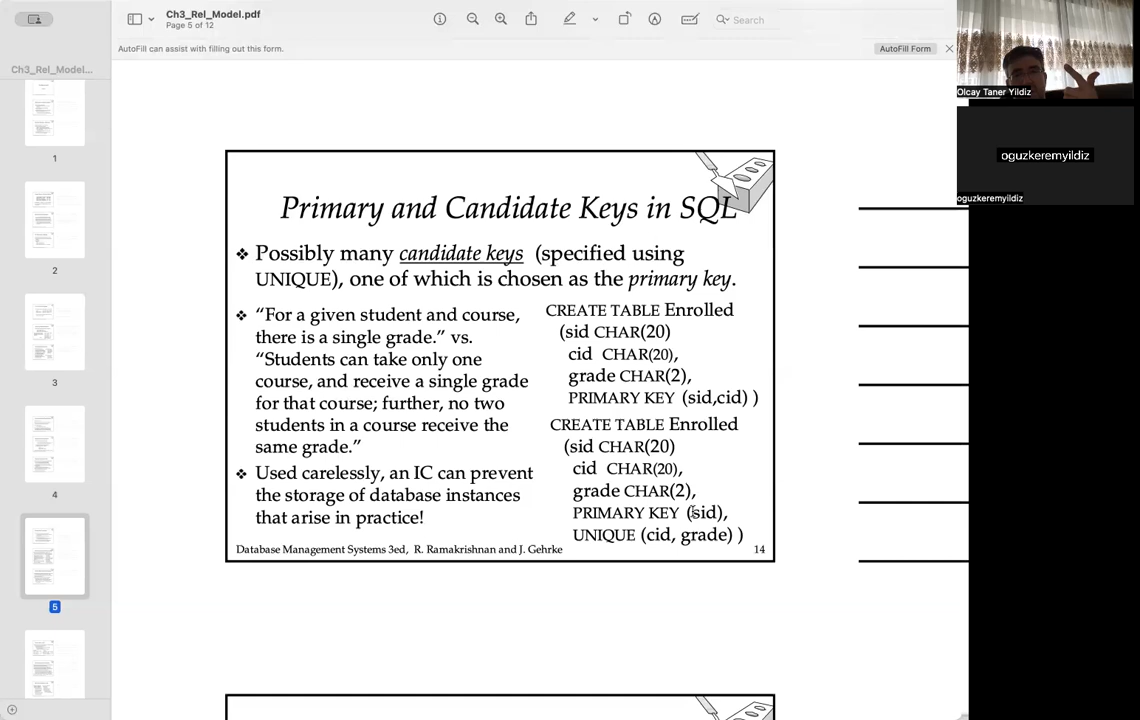 Ch3_Rel_Model.pdf
Page 5 of 12
Search
AutoFill can assist with filling out this form.
AutoFill Form
Ch3_Rel_Model...
1
2
3
4
5
Primary and Candidate Keys in SQL
❖ Possibly many candidate keys (specified using
UNIQUE), one of which is chosen as the primary key.
❖ “For a given student and course,
there is a single grade.” vs.
“Students can take only one
course, and receive a single grade
for that course; further, no two
students in a course receive the
same grade.”
❖ Used carelessly, an IC can prevent
the storage of database instances
that arise in practice!
CREATE TABLE Enrolled
(sid CHAR(20)
cid CHAR(20),
grade CHAR(2),
PRIMARY KEY (sid,cid) )
CREATE TABLE Enrolled
(sid CHAR(20)
cid CHAR(20),
grade CHAR(2),
PRIMARY KEY (sid),
UNIQUE (cid, grade) )
Database Management Systems 3ed, R. Ramakrishnan and J. Gehrke
14
Olcay Taner Yildiz
oguzkeremyildiz
oguzkeremyildiz